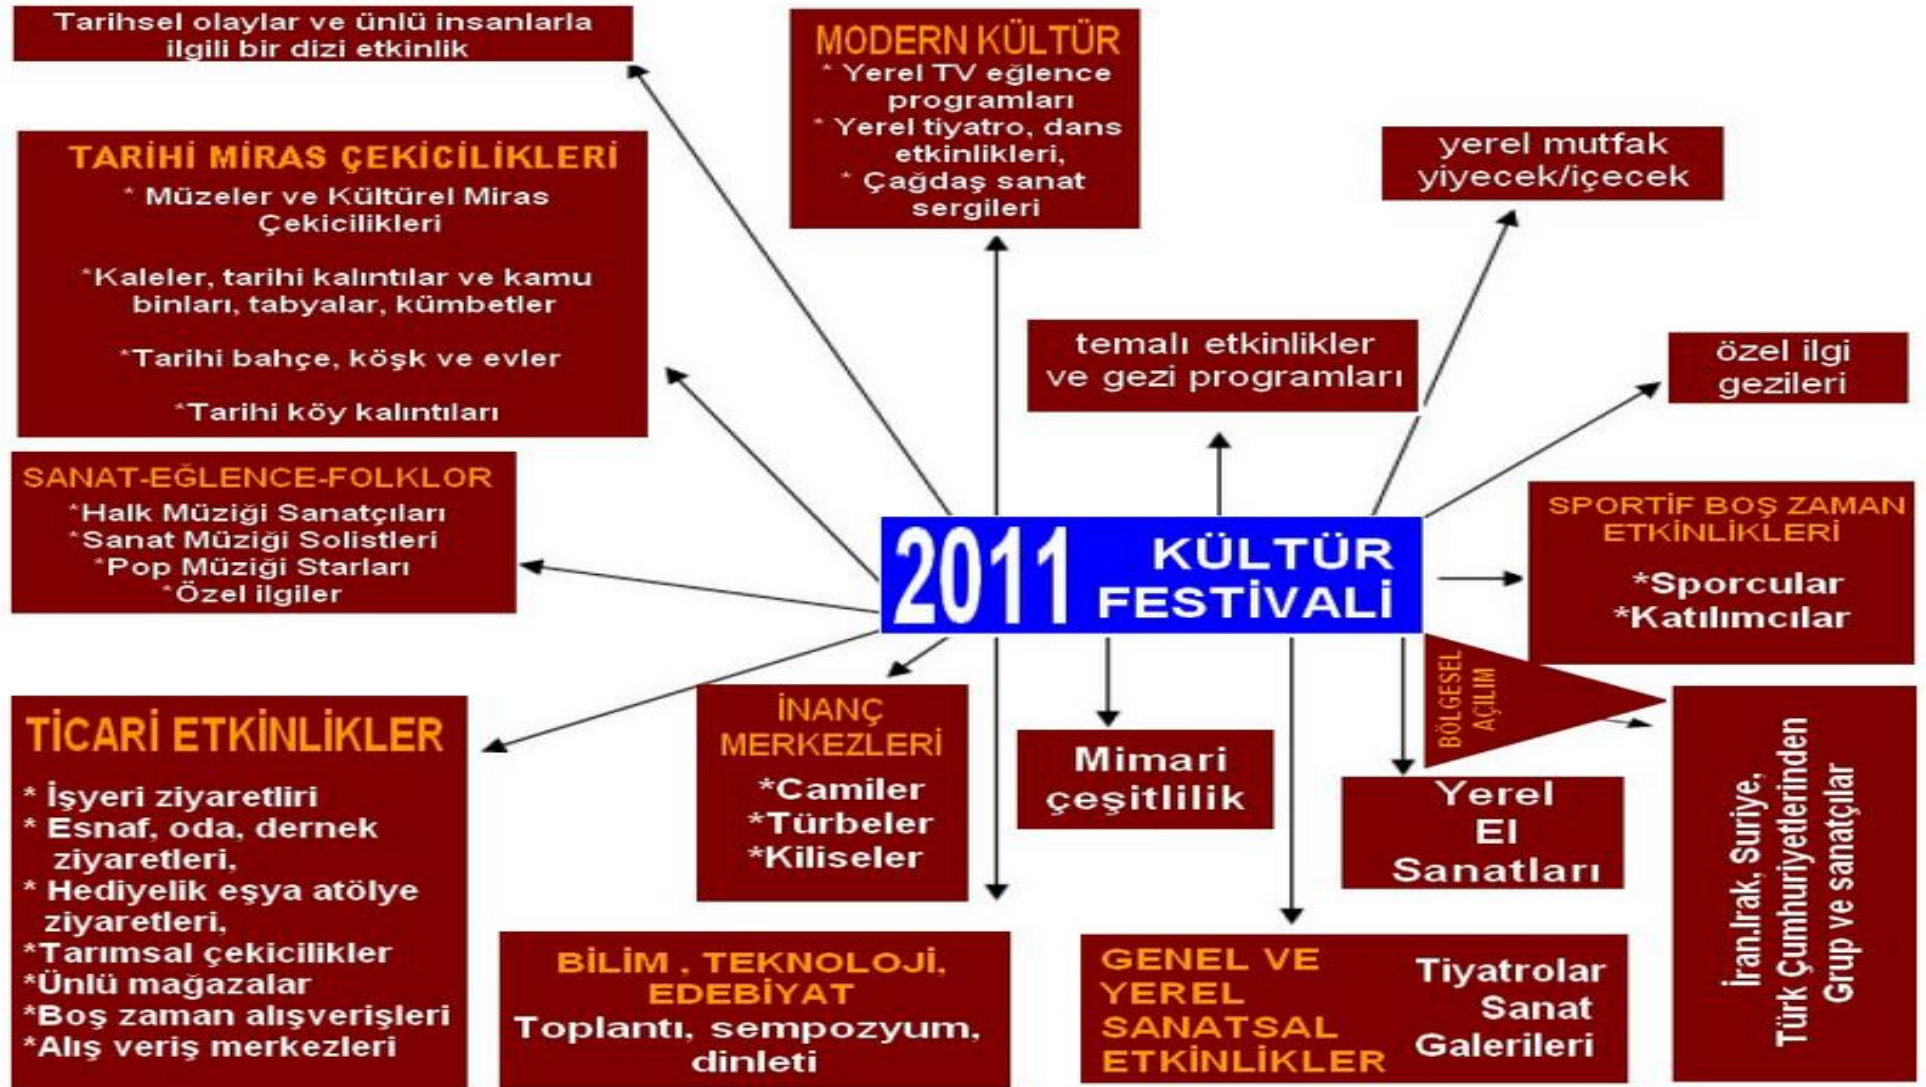 Tarihsel olaylar ve ünlü insanlarla
ilgili bir dizi etkinlik
MODERN KÜLTÜR
* Yerel TV eğlence
programları
* Yerel tiyatro, dans
etkinlikleri,
* Çağdaş sanat
sergileri
yerel mutfak
yiyecek/içecek
TARİHİ MİRAS ÇEKİCİLİKLERİ
* Müzeler ve Kültürel Miras
Çekicilikleri
*Kaleler, tarihi kalıntılar ve kamu
binları, tabyalar, kümbetler
*Tarihi bahçe, köşk ve evler
*Tarihi köy kalıntıları
temalı etkinlikler
ve gezi programları
özel ilgi
gezileri
SANAT-EĞLENCE-FOLKLOR
*Halk Müziği Sanatçıları
*Sanat Müziği Solistleri
*Pop Müziği Starları
*Özel ilgiler
2011 KÜLTÜR
FESTİVALİ
SPORTİF BOŞ ZAMAN
ETKİNLİKLERİ
*Sporcular
*Katılımcılar
BÖLGESEL
AÇILIM
İran.Irak, Suriye,
Türk Çumhuriyetlerinden
Grup ve sanatçılar
TİCARİ ETKİNLİKLER
* İşyeri ziyaretliri
* Esnaf, oda, dernek
ziyaretleri,
* Hediyelik eşya atölye
ziyaretleri,
*Tarımsal çekicilikler
*Ünlü mağazalar
*Boş zaman alışverişleri
*Alış veriş merkezleri
İNANÇ
MERKEZLERİ
*Camiler
*Türbeler
*Kiliseler
Mimari
çeşitlilik
Yerel
El
Sanatları
BİLİM . TEKNOLOJİ,
EDEBİYAT
Toplantı, sempozyum,
dinleti
GENEL VE
YEREL
SANATSAL
ETKİNLİKLER
Tiyatrolar
Sanat
Galerileri